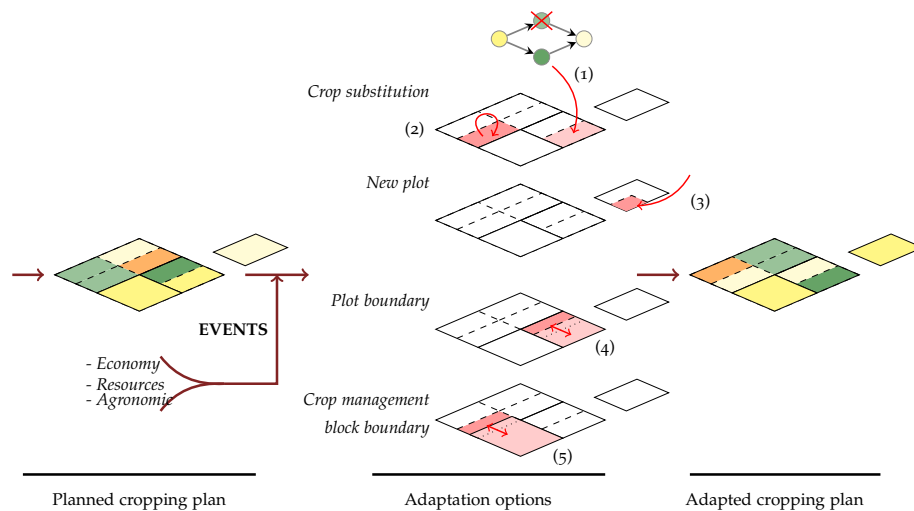 (1)
Crop substitution
(2)
New plot
(3)
Plot boundary
EVENTS
(4)
- Economy
- Resources
- Agronomic
Crop management
block boundary
(5)
Planned cropping plan
Adaptation options
Adapted cropping plan